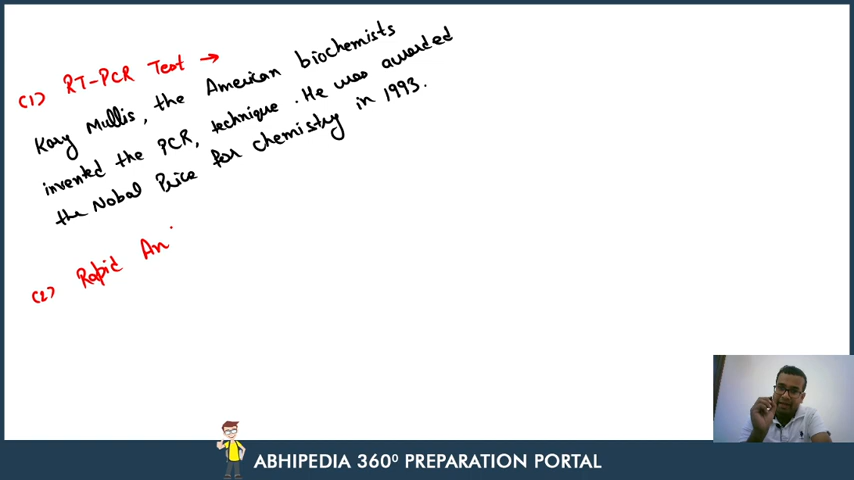 (1) RT-PCR Test →
Kary Mullis, the American biochemists
invented the PCR, technique. He was awarded
the Nobal Price for chemistry in 1993.
(2) Rapid An
ABHIPEDIA 360⁰ PREPARATION PORTAL